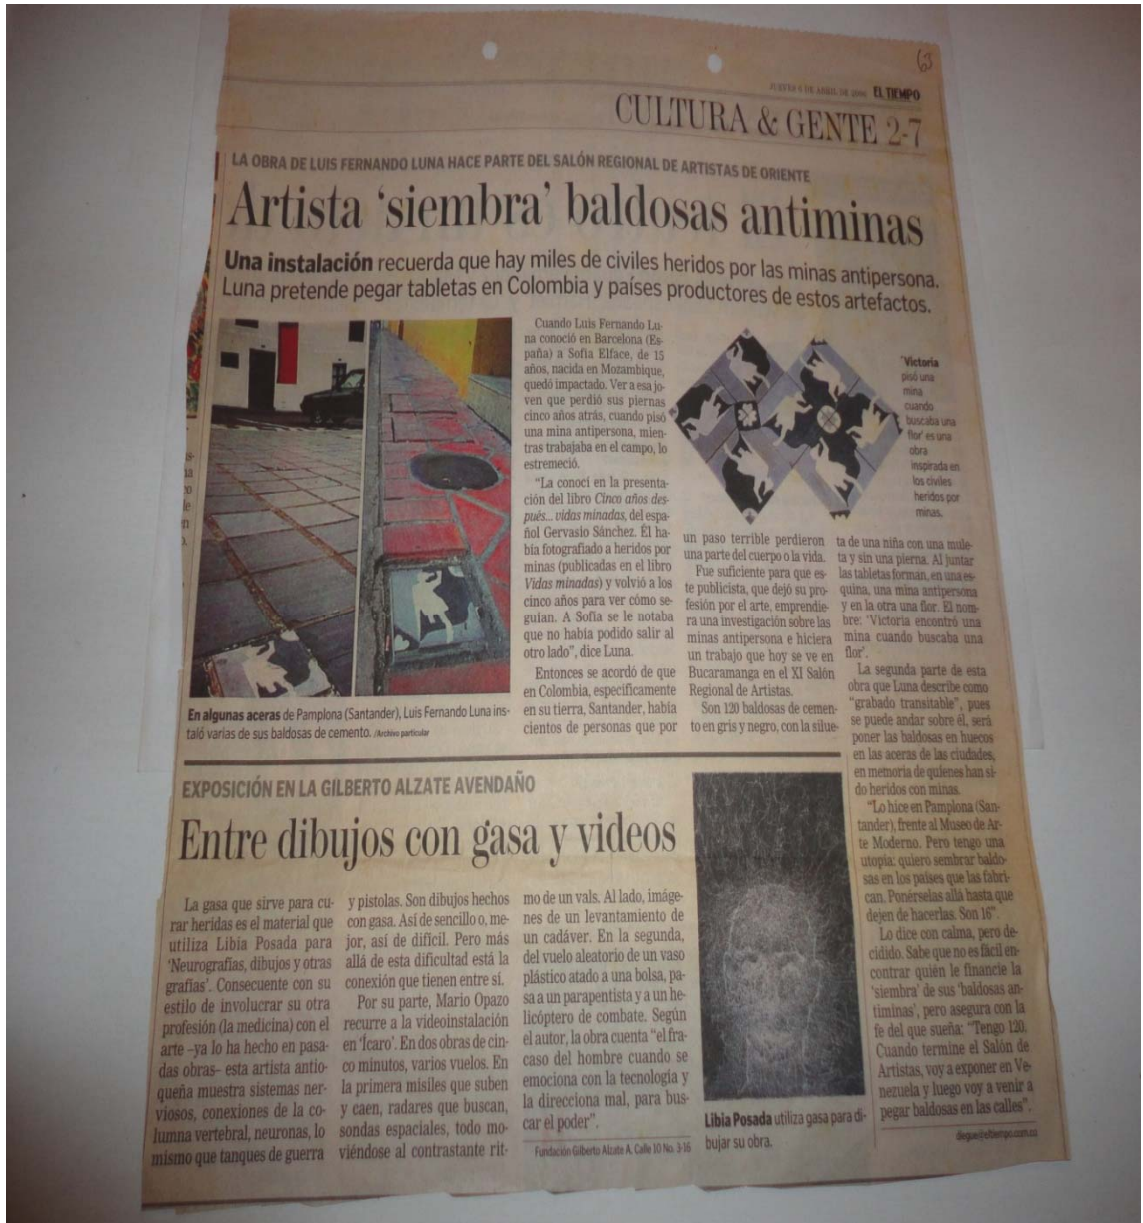 63
JUEVES 6 DE ABRIL DE 2006 EL TIEMPO
CULTURA & GENTE 2-7
LA OBRA DE LUIS FERNANDO LUNA HACE PARTE DEL SALÓN REGIONAL DE ARTISTAS DE ORIENTE
Artista ‘siembra’ baldosas antiminas
Una instalación recuerda que hay miles de civiles heridos por las minas antipersona.
Luna pretende pegar tabletas en Colombia y países productores de estos artefactos.
En algunas aceras de Pamplona (Santander), Luis Fernando Luna ins-
taló varias de sus baldosas de cemento. /Archivo particular
Cuando Luis Fernando Lu-
na conoció en Barcelona (Es-
paña) a Sofía Elface, de 15
años, nacida en Mozambique,
quedó impactado. Ver a esa jo-
ven que perdió sus piernas
cinco años atrás, cuando pisó
una mina antipersona, mien-
tras trabajaba en el campo, lo
estremeció.
“La conocí en la presenta-
ción del libro Cinco años des-
pués... vidas minadas, del espa-
ñol Gervasio Sánchez. Él ha-
bía fotografiado a heridos por
minas (publicadas en el libro
Vidas minadas) y volvió a los
cinco años para ver cómo se-
guían. A Sofía se le notaba
que no había podido salir al
otro lado”, dice Luna.
Entonces se acordó de que
en Colombia, específicamente
en su tierra, Santander, había
cientos de personas que por
un paso terrible perdieron
una parte del cuerpo o la vida.
Fue suficiente para que es-
te publicista, que dejó su pro-
fesión por el arte, emprendie-
ra una investigación sobre las
minas antipersona e hiciera
un trabajo que hoy se ve en
Bucaramanga en el XI Salón
Regional de Artistas.
Son 120 baldosas de cemen-
to en gris y negro, con la silue-
‘Victoria
pisó una
mina
cuando
buscaba una
flor’ es una
obra
inspirada en
los civiles
heridos por
minas.
ta de una niña con una mule-
ta y sin una pierna. Al juntar
las tabletas forman, en una es-
quina, una mina antipersona
y en la otra una flor. El nom-
bre: ‘Victoria encontró una
mina cuando buscaba una
flor’.
La segunda parte de esta
obra que Luna describe como
“grabado transitable”, pues
se puede andar sobre él, será
poner las baldosas en huecos
en las aceras de las ciudades,
en memoria de quienes han si-
do heridos con minas.
“Lo hice en Pamplona (San-
tander), frente al Museo de Ar-
te Moderno. Pero tengo una
utopía: quiero sembrar baldo-
sas en los países que las fabri-
can. Ponérselas allá hasta que
dejen de hacerlas. Son 16”.
Lo dice con calma, pero de-
cidido. Sabe que no es fácil en-
contrar quién le financie la
‘siembra’ de sus ‘baldosas an-
timinas’, pero asegura con la
fe del que sueña: “Tengo 120.
Cuando termine el Salón de
Artistas, voy a exponer en Ve-
nezuela y luego voy a venir a
pegar baldosas en las calles”.
EXPOSICIÓN EN LA GILBERTO ALZATE AVENDAÑO
Entre dibujos con gasa y videos
La gasa que sirve para cu-
rar heridas es el material que
utiliza Libia Posada para
‘Neurografías, dibujos y otras
grafías’. Consecuente con su
estilo de involucrar su otra
profesión (la medicina) con el
arte –ya lo ha hecho en pasa-
das obras– esta artista antio-
queña muestra sistemas ner-
viosos, conexiones de la co-
lumna vertebral, neuronas, lo
mismo que tanques de guerra
y pistolas. Son dibujos hechos
con gasa. Así de sencillo o, me-
jor, así de difícil. Pero más
allá de esta dificultad está la
conexión que tienen entre sí.
Por su parte, Mario Opazo
recurre a la videoinstalación
en ‘Ícaro’. En dos obras de cin-
co minutos, varios vuelos. En
la primera misiles que suben
y caen, radares que buscan,
sondas espaciales, todo mo-
viéndose al contrastante rit-
mo de un vals. Al lado, imáge-
nes de un levantamiento de
un cadáver. En la segunda,
del vuelo aleatorio de un vaso
plástico atado a una bolsa, pa-
sa a un parapentista y a un he-
licóptero de combate. Según
el autor, la obra cuenta “el fra-
caso del hombre cuando se
emociona con la tecnología y
la direcciona mal, para bus-
car el poder”.
Fundación Gilberto Alzate A. Calle 10 No. 3-16
Libia Posada utiliza gasa para di-
bujar su obra.